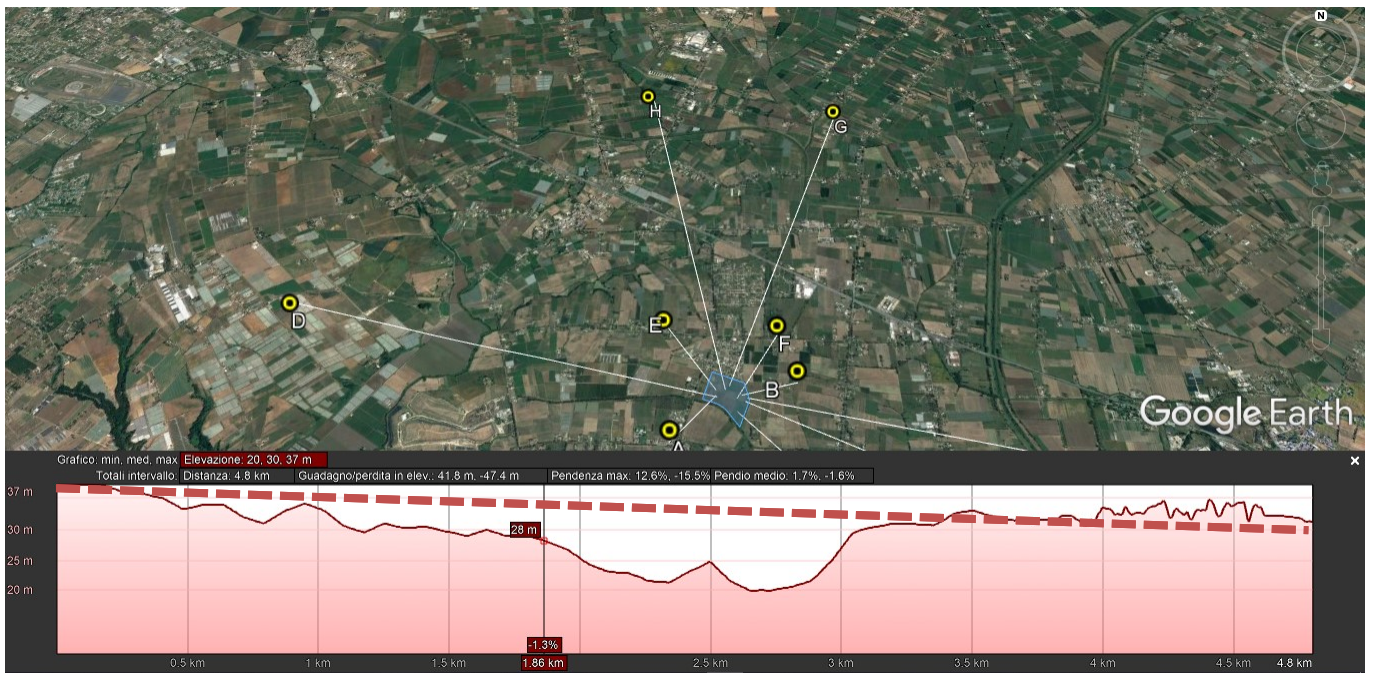 N
H
G
D
E
F
B
A
Google Earth
Grafico: min. med. max Elevazione: 20, 30, 37 m
Totali intervallo: Distanza: 4.8 km Guadagno/perdita in elev.: 41.8 m. -47.4 m Pendenza max: 12.6%, -15.5% Pendio medio: 1.7%, -1.6%
37 m
30 m
28 m
25 m
20 m
-1.3%
0.5 km 1 km 1.5 km 1.86 km 2.5 km 3 km 3.5 km 4 km 4.5 km 4.8 km